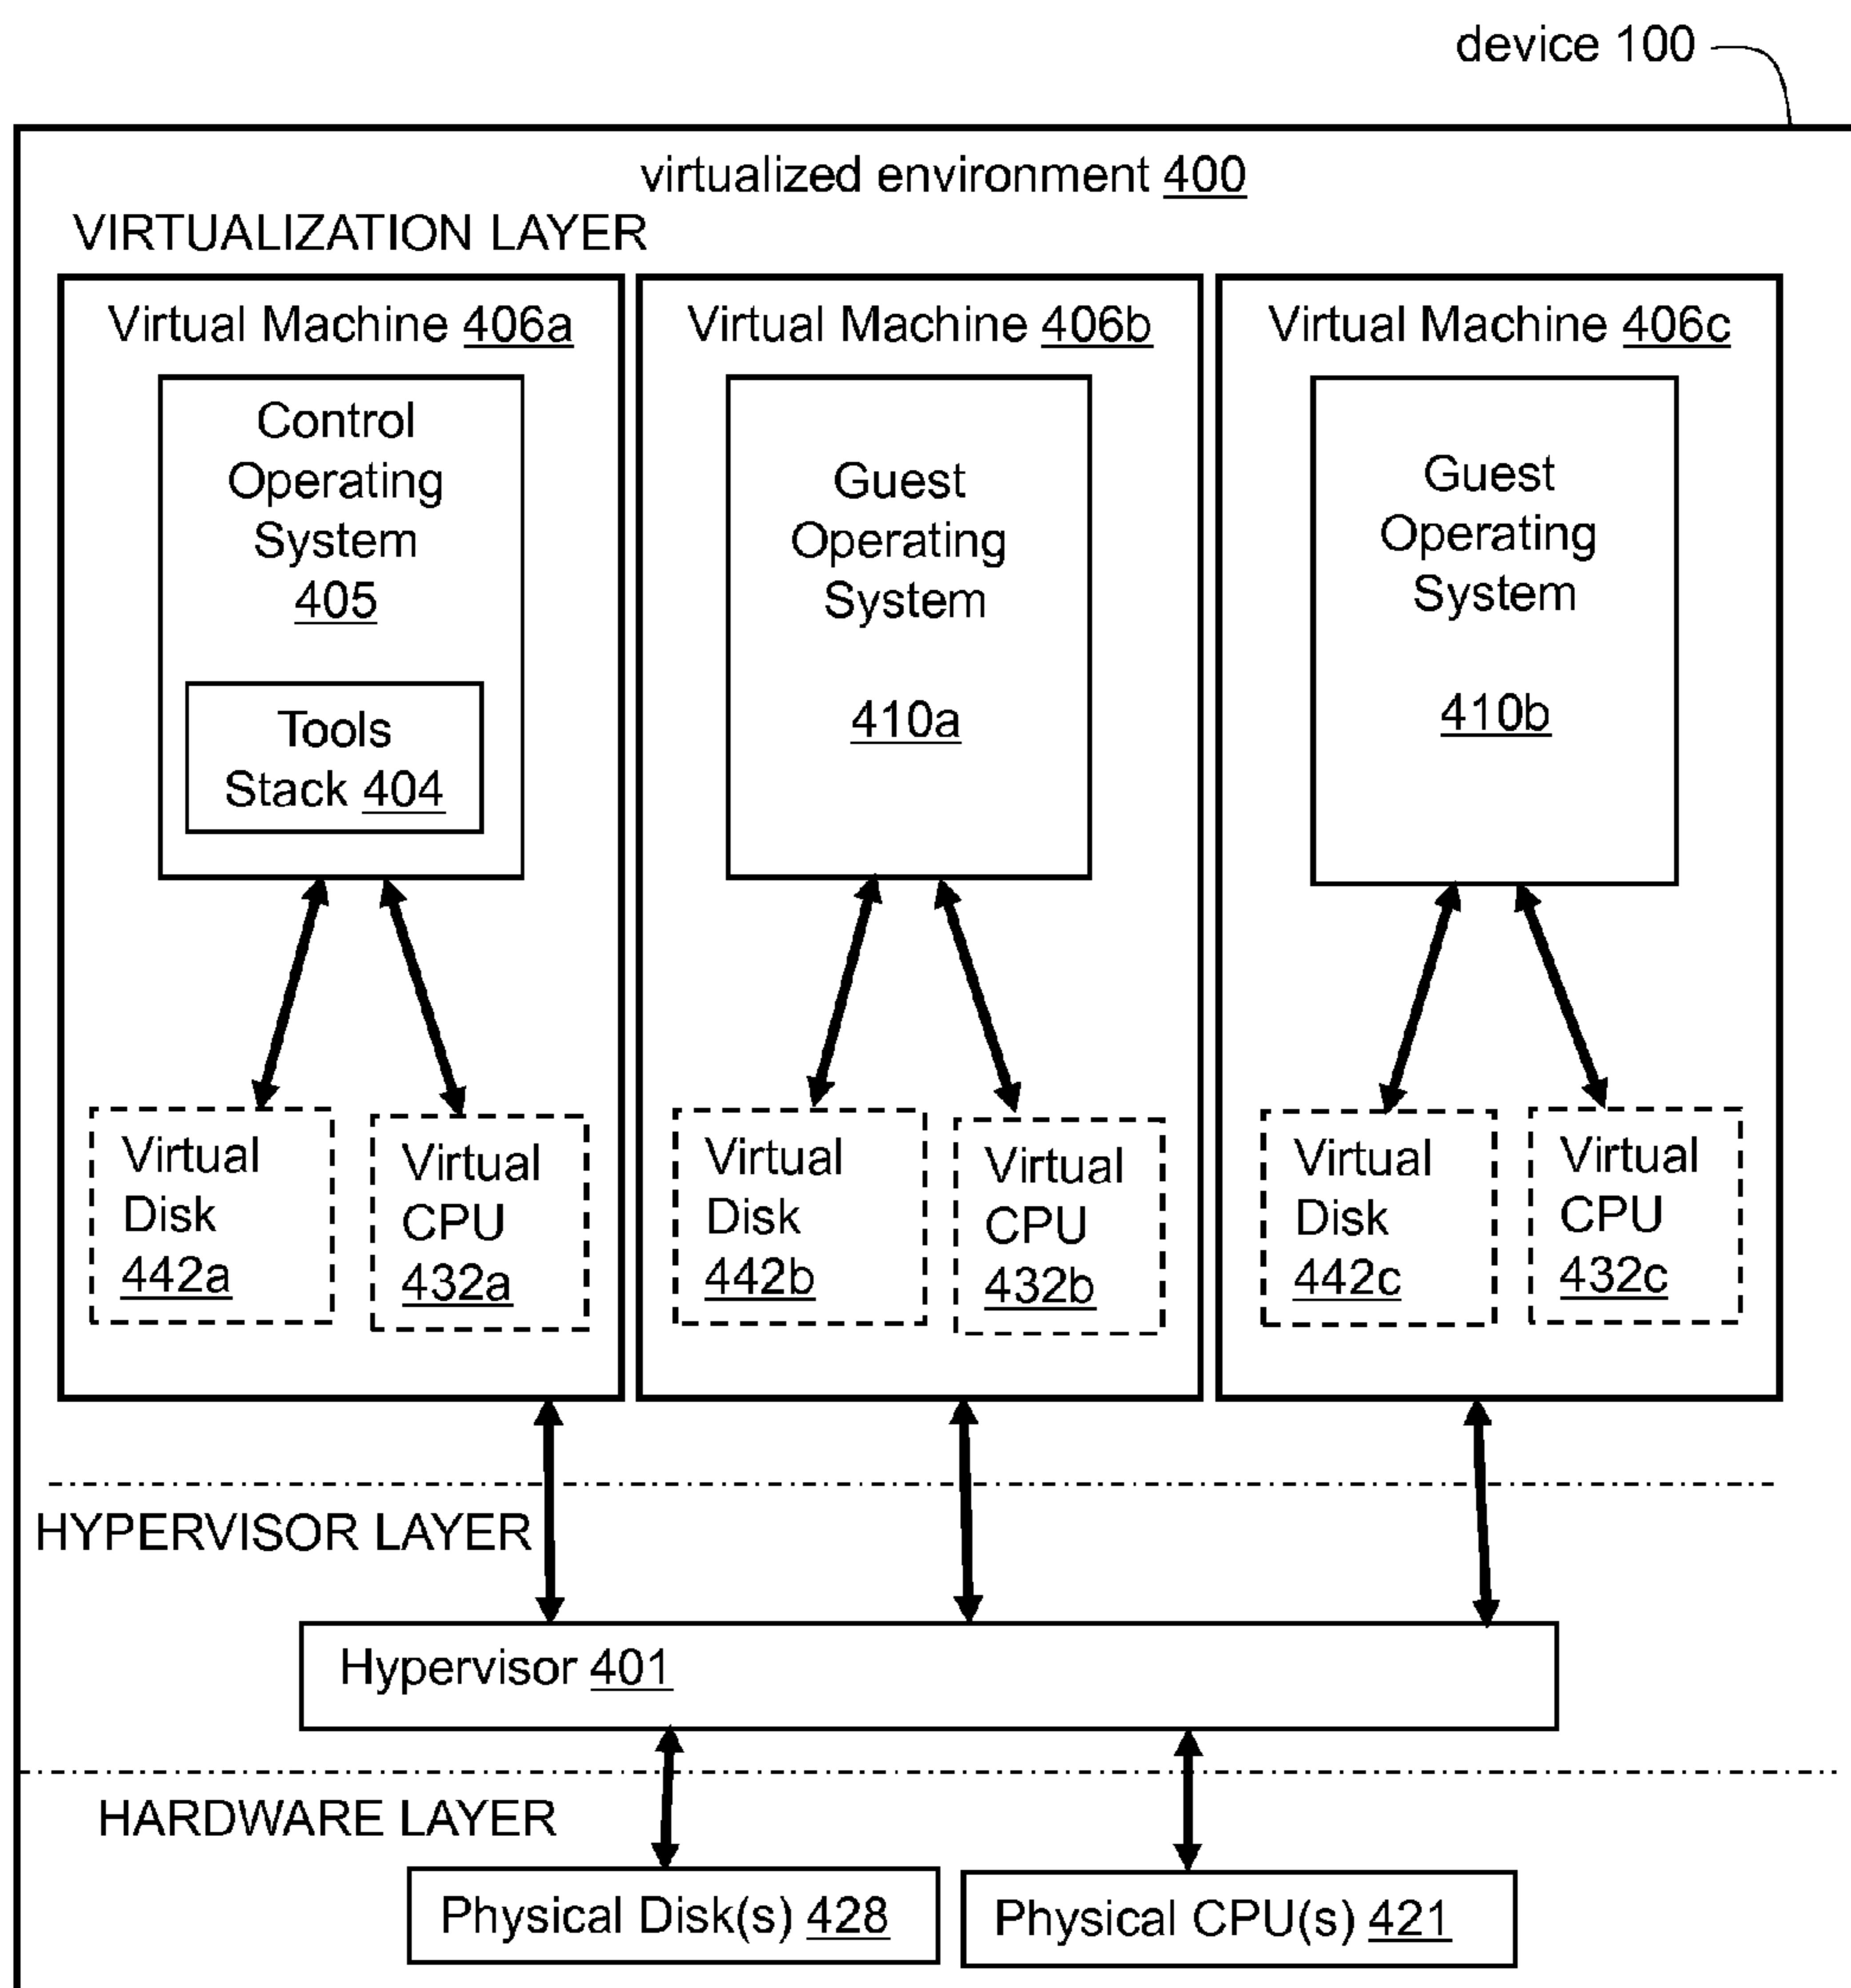 device 100
virtualized environment 400
VIRTUALIZATION LAYER
Virtual Machine 406a
Control
Operating
System
405
Tools
Stack 404
Virtual
Disk
442a
Virtual
CPU
432a
Virtual Machine 406b
Guest
Operating
System
410a
Virtual
Disk
442b
Virtual
CPU
432b
Virtual Machine 406c
Guest
Operating
System
410b
Virtual
Disk
442c
Virtual
CPU
432c
HYPERVISOR LAYER
Hypervisor 401
HARDWARE LAYER
Physical Disk(s) 428
Physical CPU(s) 421